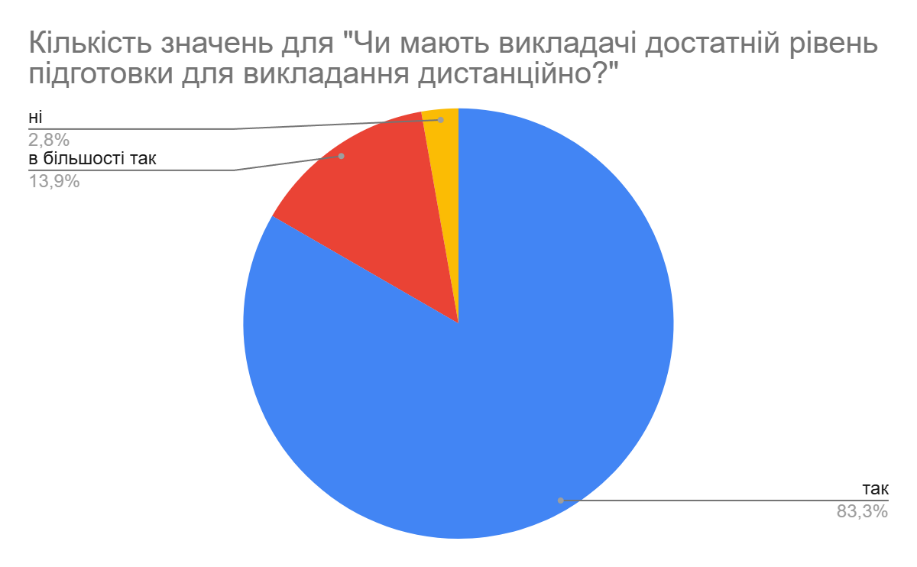 Кількість значень для "Чи мають викладачі достатній рівень
підготовки для викладання дистанційно?"
ні
2,8%
в більшості так
13,9%
так
83,3%